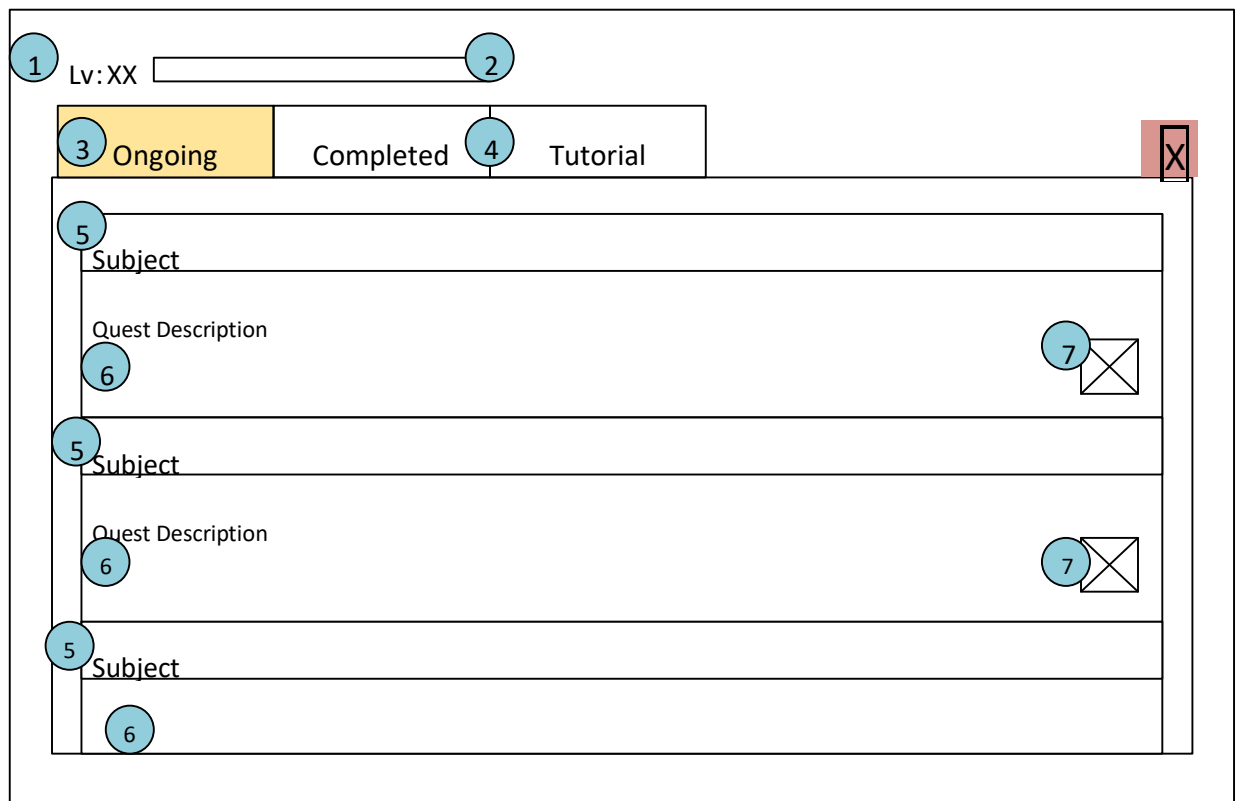 1 Lv: XX 2
3 Ongoing Completed 4 Tutorial X
5
Subject
Quest Description
6 7
5
Subject
Quest Description
6 7
5
Subject
6